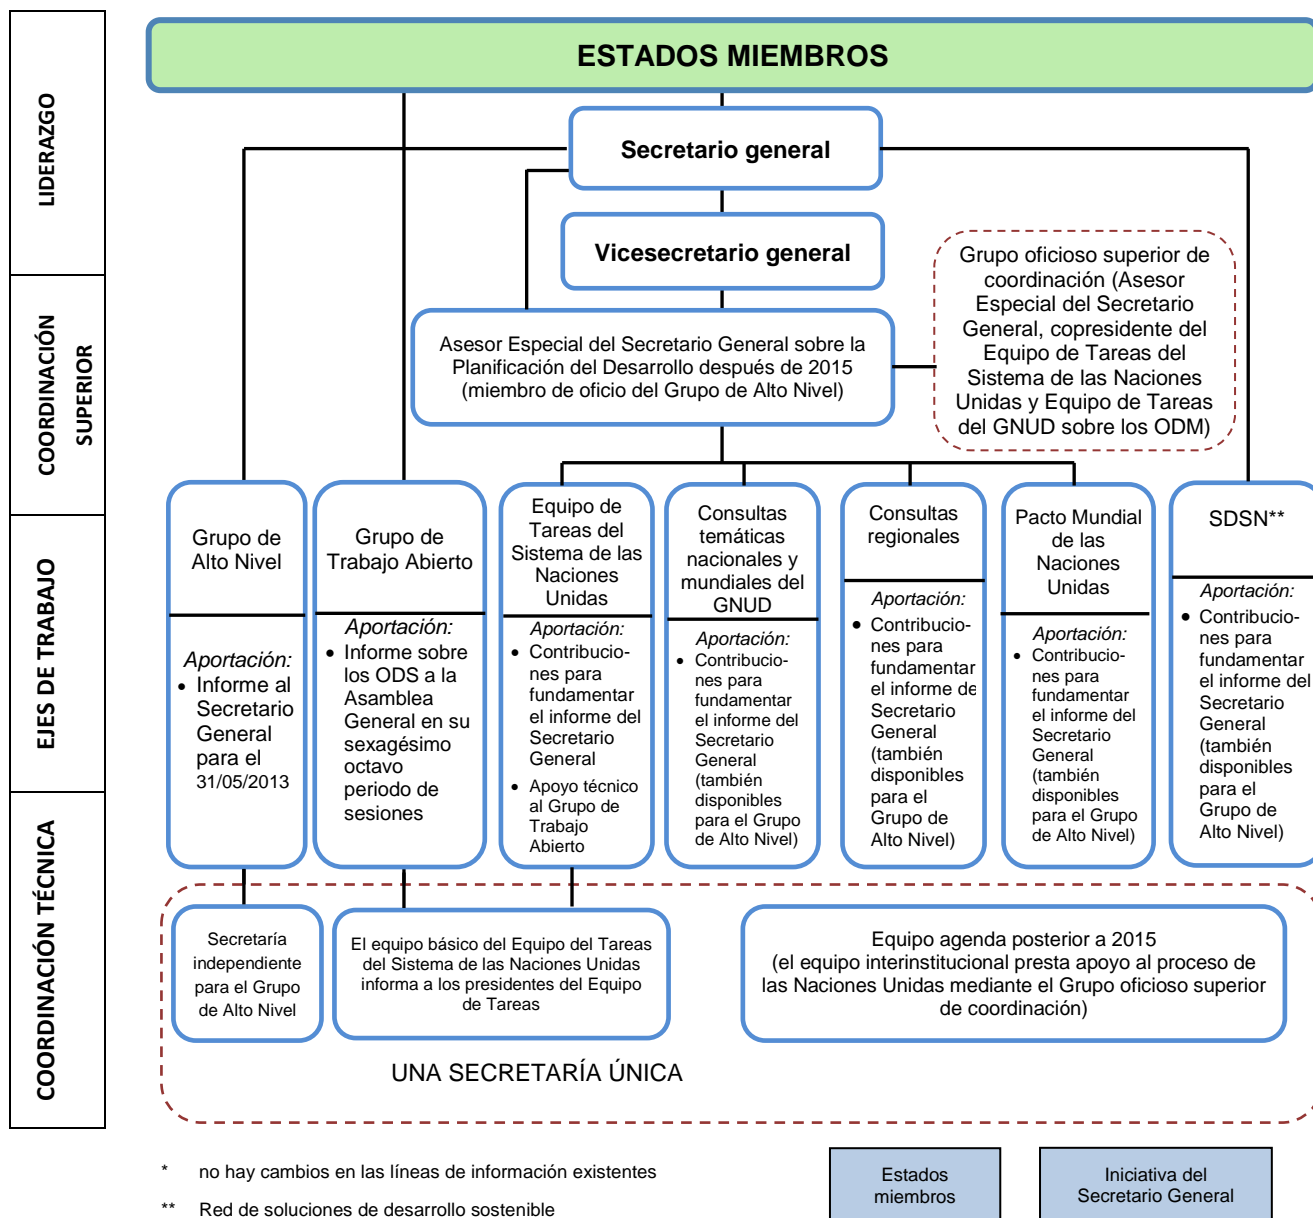 ESTADOS MIEMBROS
LIDERAZGO
Secretario general
Vicesecretario general
COORDINACIÓN
SUPERIOR
Asesor Especial del Secretario General sobre la
Planificación del Desarrollo después de 2015
(miembro de oficio del Grupo de Alto Nivel)
Grupo oficioso superior de
coordinación (Asesor
Especial del Secretario
General, copresidente del
Equipo de Tareas del
Sistema de las Naciones
Unidas y Equipo de Tareas
del GNUD sobre los ODM)
EJES DE TRABAJO
Grupo de
Alto Nivel
Aportación:
• Informe al
Secretario
General
para el
31/05/2013
Grupo de
Trabajo Abierto
Aportación:
• Informe sobre
los ODS a la
Asamblea
General en su
sexagésimo
octavo
periodo de
sesiones
Equipo de
Tareas del
Sistema de las
Naciones
Unidas
Aportación:
• Contribucio-
nes para
fundamentar
el informe del
Secretario
General
• Apoyo técnico
al Grupo de
Trabajo
Abierto
Consultas
temáticas
nacionales y
mundiales del
GNUD
Aportación:
• Contribucio-
nes para
fundamentar
el informe del
Secretario
General
(también
disponibles
para el Grupo
de Alto Nivel)
Consultas
regionales
Aportación:
• Contribucio-
nes para
fundamentar
el informe de
Secretario
General
(también
disponibles
para el
Grupo de
Alto Nivel)
Pacto Mundial
de las
Naciones
Unidas
Aportación:
• Contribucio-
nes para
fundamentar
el informe del
Secretario
General
(también
disponibles
para el Grupo
de Alto Nivel)
SDSN**
Aportación:
• Contribucio-
nes para
fundamentar
el informe del
Secretario
General
(también
disponibles
para el
Grupo de
Alto Nivel)
COORDINACIÓN TÉCNICA
Secretaría
independiente
para el Grupo
de Alto Nivel
El equipo básico del Equipo del Tareas
del Sistema de las Naciones Unidas
informa a los presidentes del Equipo
de Tareas
Equipo agenda posterior a 2015
(el equipo interinstitucional presta apoyo al proceso de
las Naciones Unidas mediante el Grupo oficioso superior
de coordinación)
UNA SECRETARÍA ÚNICA
* no hay cambios en las líneas de información existentes
** Red de soluciones de desarrollo sostenible
Estados
miembros
Iniciativa del
Secretario General